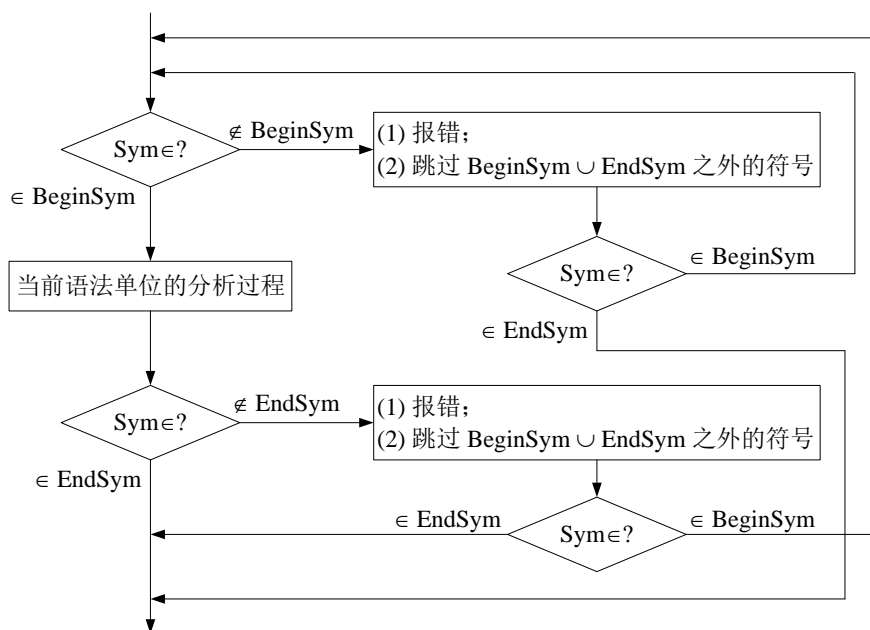 ∉ BeginSym
Sym∈?
(1) 报错；
(2) 跳过 BeginSym ∪ EndSym 之外的符号
∈ BeginSym
Sym∈?
∈ BeginSym
当前语法单位的分析过程
∈ EndSym
∉ EndSym
Sym∈?
(1) 报错；
(2) 跳过 BeginSym ∪ EndSym 之外的符号
∈ EndSym
∈ EndSym
Sym∈?
∈ BeginSym